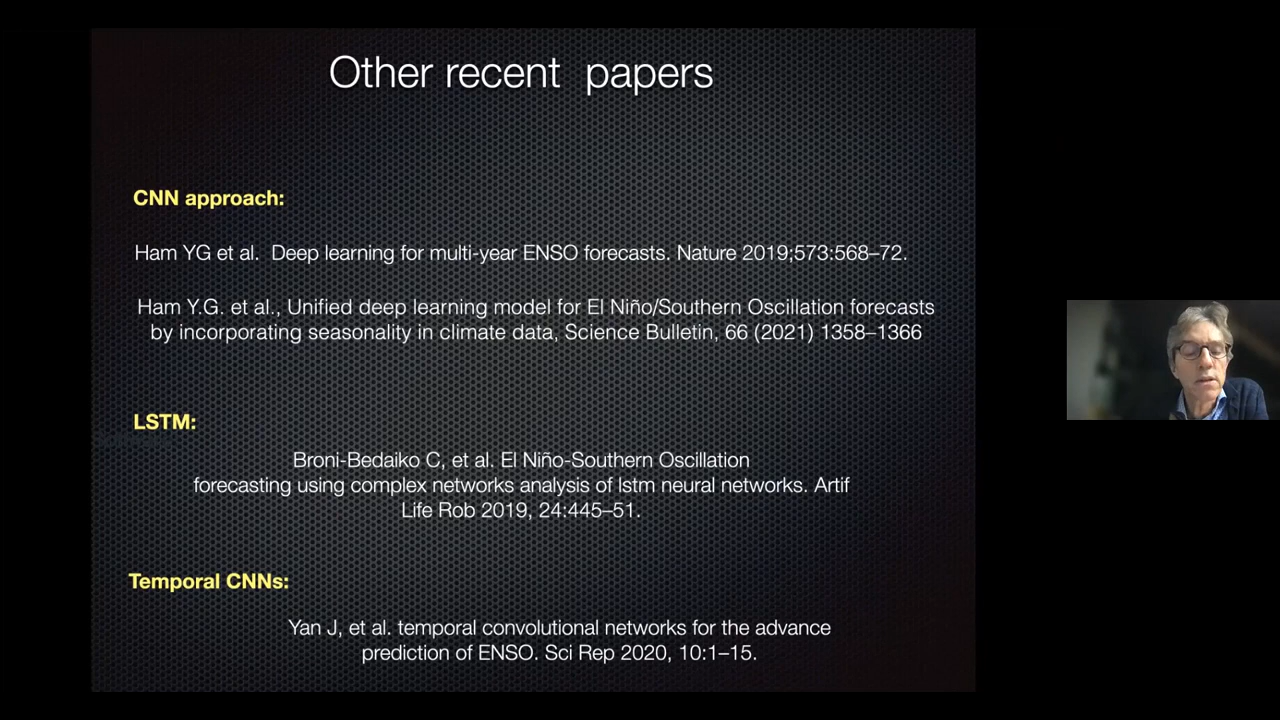 Other recent papers
CNN approach:
Ham YG et al. Deep learning for multi-year ENSO forecasts. Nature 2019;573:568–72.
Ham Y.G. et al., Unified deep learning model for El Niño/Southern Oscillation forecasts
by incorporating seasonality in climate data, Science Bulletin, 66 (2021) 1358–1366
LSTM:
Broni-Bedaiko C, et al. El Niño-Southern Oscillation
forecasting using complex networks analysis of lstm neural networks. Artif
Life Rob 2019, 24:445–51.
Temporal CNNs:
Yan J, et al. temporal convolutional networks for the advance
prediction of ENSO. Sci Rep 2020, 10:1–15.